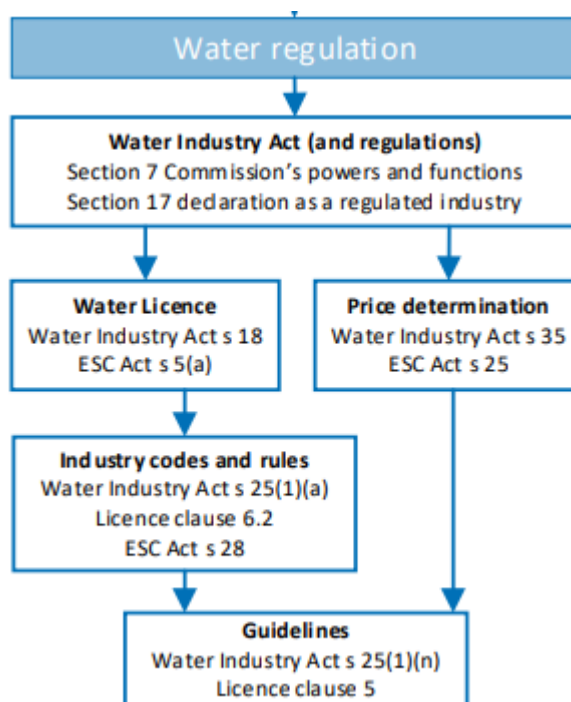 Water regulation
Water Industry Act (and regulations)
Section 7 Commission's powers and functions
Section 17 declaration as a regulated industry
Water Licence
Water Industry Act s 18
ESC Act s 5(a)
Price determination
Water Industry Act s 35
ESC Act s 25
Industry codes and rules
Water Industry Act s 25(1)(a)
Licence clause 6.2
ESC Act s 28
Guidelines
Water Industry Act s 25(1)(n)
Licence clause 5